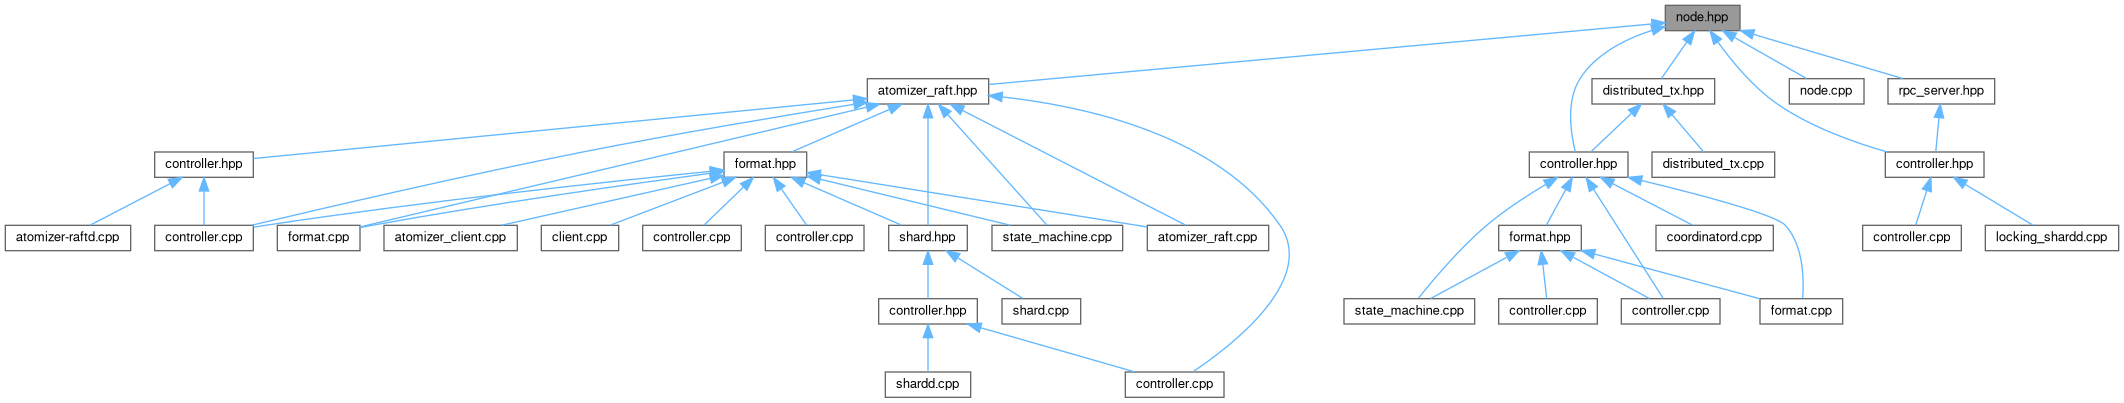 node.hpp
atomizer_raft.hpp
distributed_tx.hpp
node.cpp
rpc_server.hpp
controller.hpp
format.hpp
controller.hpp
distributed_tx.cpp
controller.hpp
atomizer-raftd.cpp
controller.cpp
format.cpp
atomizer_client.cpp
client.cpp
controller.cpp
controller.cpp
shard.hpp
state_machine.cpp
atomizer_raft.cpp
format.hpp
coordinatord.cpp
controller.cpp
locking_shardd.cpp
controller.hpp
shard.cpp
state_machine.cpp
controller.cpp
controller.cpp
format.cpp
shardd.cpp
controller.cpp